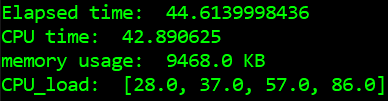 Elapsed time:  44.6139998436
CPU time:  42.890625
memory usage:  9468.0 KB
CPU_load:  [28.0, 37.0, 57.0, 86.0]